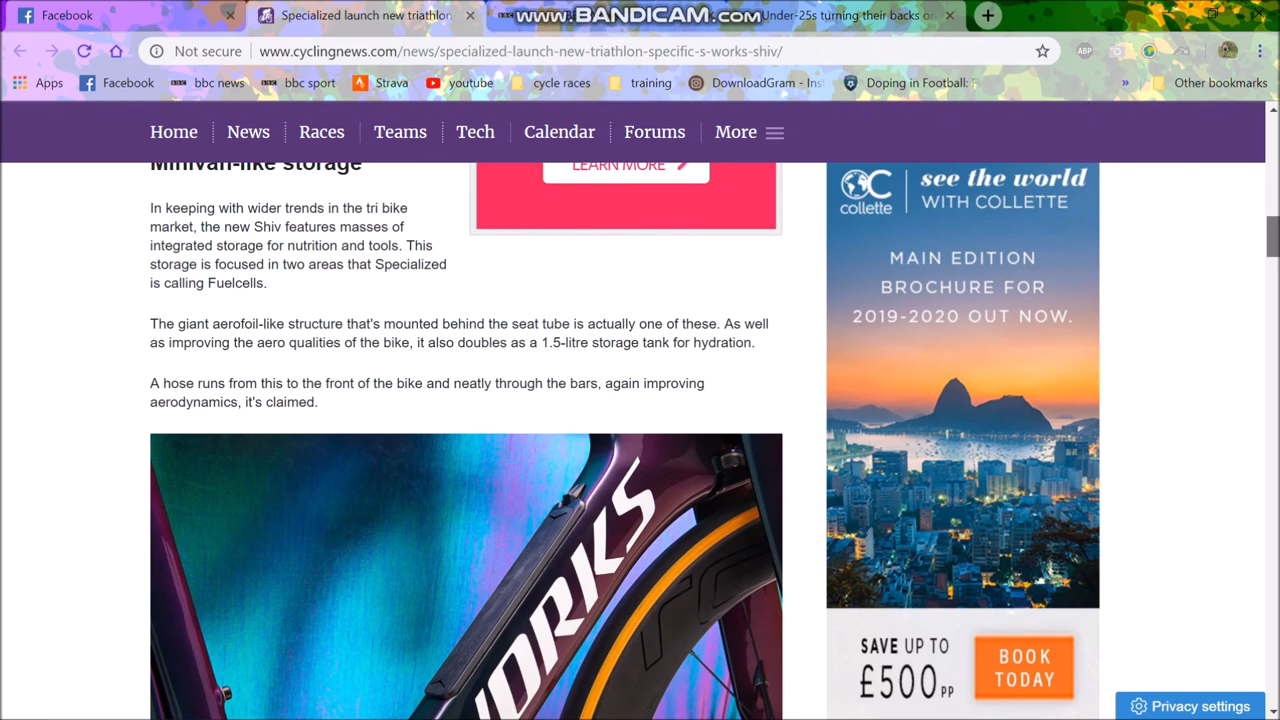 Facebook
Specialized launch new triathlon
www.BANDICAM.com
Under-25s turning their backs on
Not secure
www.cyclingnews.com/news/specialized-launch-new-triathlon-specific-s-works-shiv/
ABP
Apps
Facebook
BBC
bbc news
BBC
bbc sport
Strava
youtube
cycle races
training
DownloadGram - Inst
Doping in Football:
»
Other bookmarks
Home
News
Races
Teams
Tech
Calendar
Forums
More
Minivan-like storage
LEARN MORE
In keeping with wider trends in the tri bike
market, the new Shiv features masses of
integrated storage for nutrition and tools. This
storage is focused in two areas that Specialized
is calling Fuelcells.
The giant aerofoil-like structure that's mounted behind the seat tube is actually one of these. As well
as improving the aero qualities of the bike, it also doubles as a 1.5-litre storage tank for hydration.
A hose runs from this to the front of the bike and neatly through the bars, again improving
aerodynamics, it's claimed.
WORKS
collette
see the world
WITH COLLETTE
MAIN EDITION
BROCHURE FOR
2019-2020 OUT NOW.
SAVE UP TO
£500 PP
BOOK
TODAY
Privacy settings